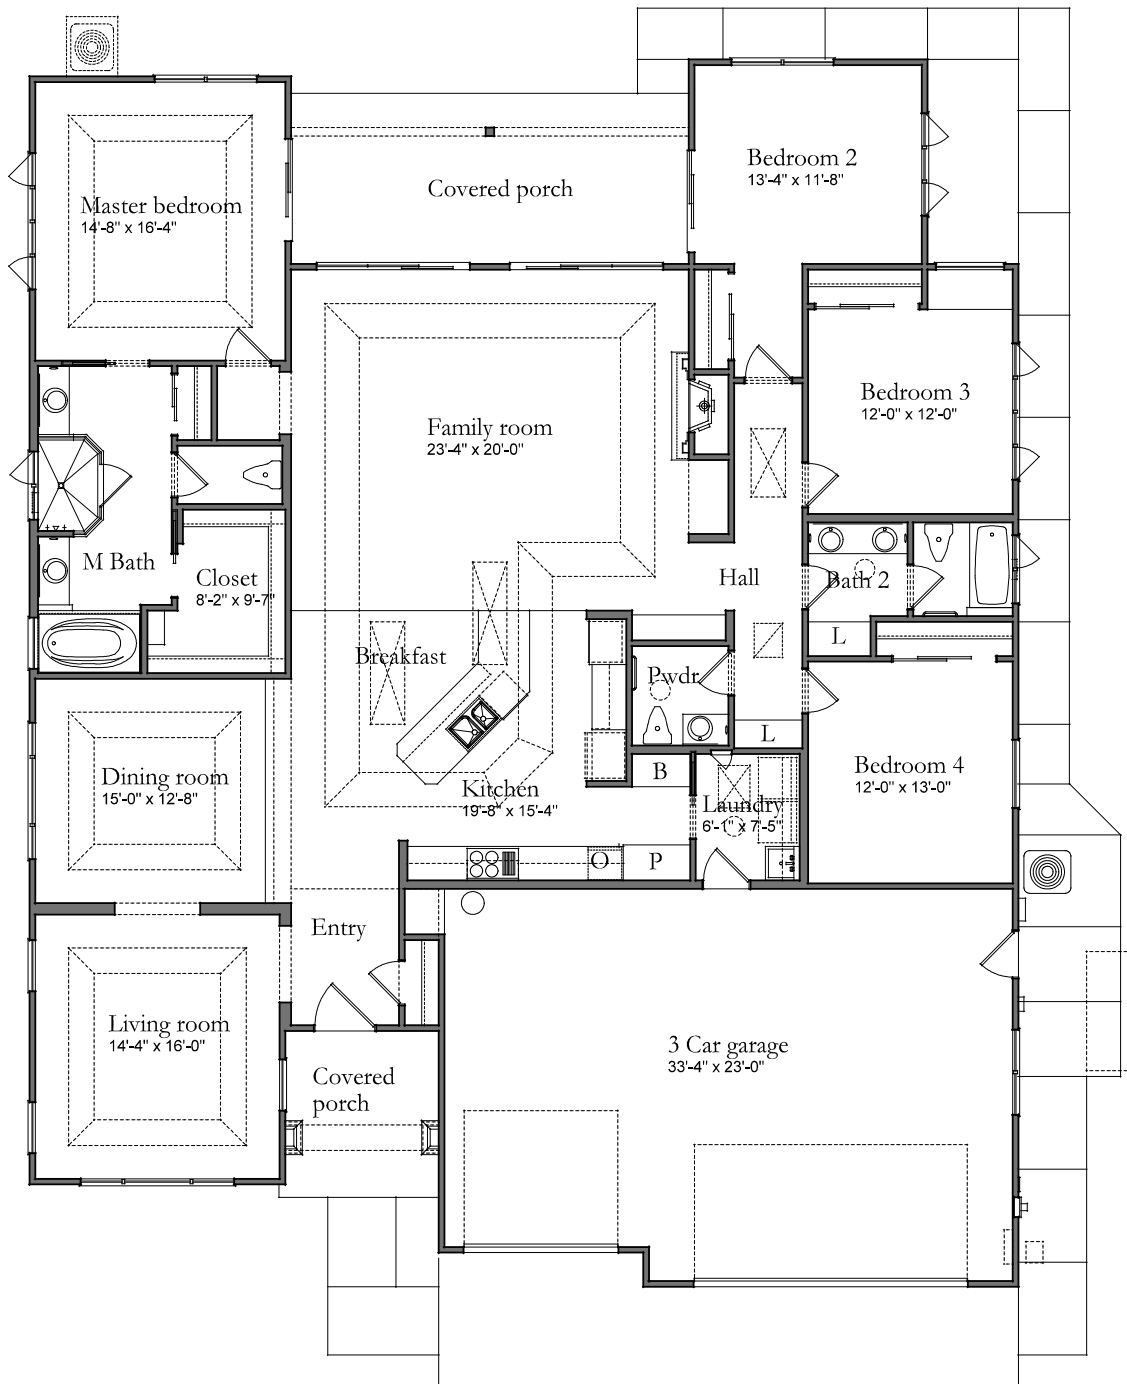 Bedroom 2
13'-4" x 11'-8"
Covered porch
Master bedroom
14'-8" x 16'-4"
Bedroom 3
12'-0" x 12'-0"
Family room
23'-4" x 20'-0"
M Bath
Closet
8'-2" x 9'-7"
Hall
Bath 2
L
Breakfast
Pwdr
L
Dining room
15'-0" x 12'-8"
Kitchen
19'-8" x 15'-4"
B
Laundry
6'-1" x 7'-5"
Bedroom 4
12'-0" x 13'-0"
O
P
Entry
Living room
14'-4" x 16'-0"
3 Car garage
33'-4" x 23'-0"
Covered
porch